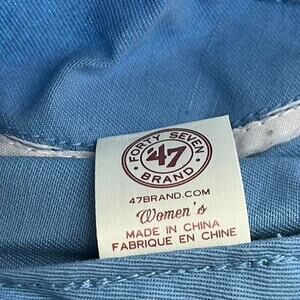 FORTY SEVEN
'47
BRAND
47BRAND.COM
Women's
MADE IN CHINA
FABRIQUE EN CHINE